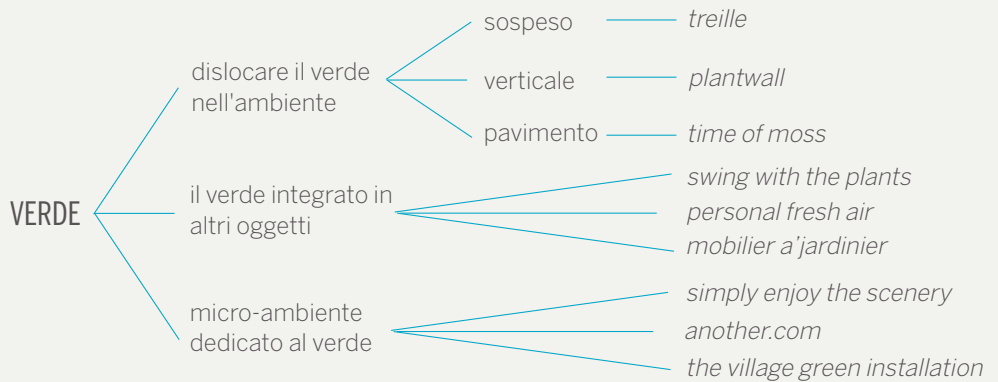 VERDE
dislocare il verde
nell'ambiente
sospeso
treille
verticale
plantwall
pavimento
time of moss
il verde integrato in
altri oggetti
swing with the plants
personal fresh air
mobilier a'jardinier
micro-ambiente
dedicato al verde
simply enjoy the scenery
another.com
the village green installation